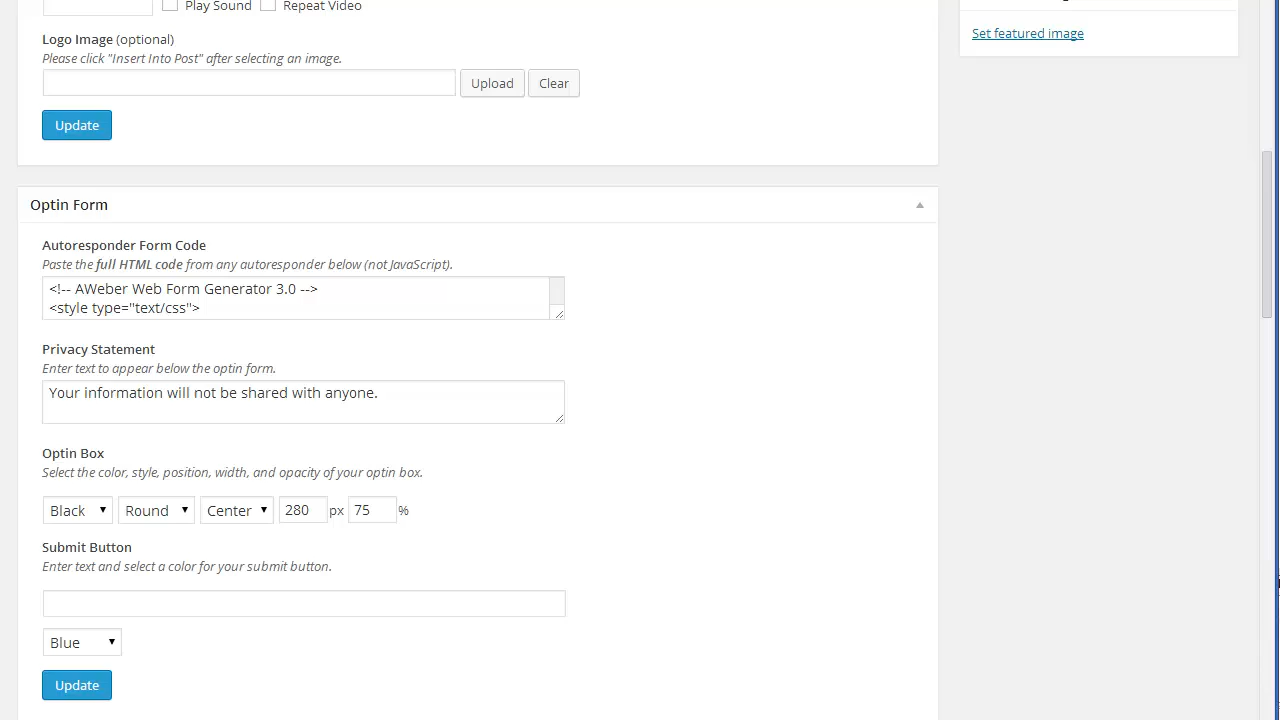 Play Sound Repeat Video
Set featured image
Logo Image (optional)
Please click "Insert Into Post" after selecting an image.
Upload Clear
Update
Optin Form
Autoresponder Form Code
Paste the full HTML code from any autoresponder below (not JavaScript).
<!-- AWeber Web Form Generator 3.0 -->
<style type="text/css">
Privacy Statement
Enter text to appear below the optin form.
Your information will not be shared with anyone.
Optin Box
Select the color, style, position, width, and opacity of your optin box.
Black Round Center 280 px 75 %
Submit Button
Enter text and select a color for your submit button.
Blue
Update